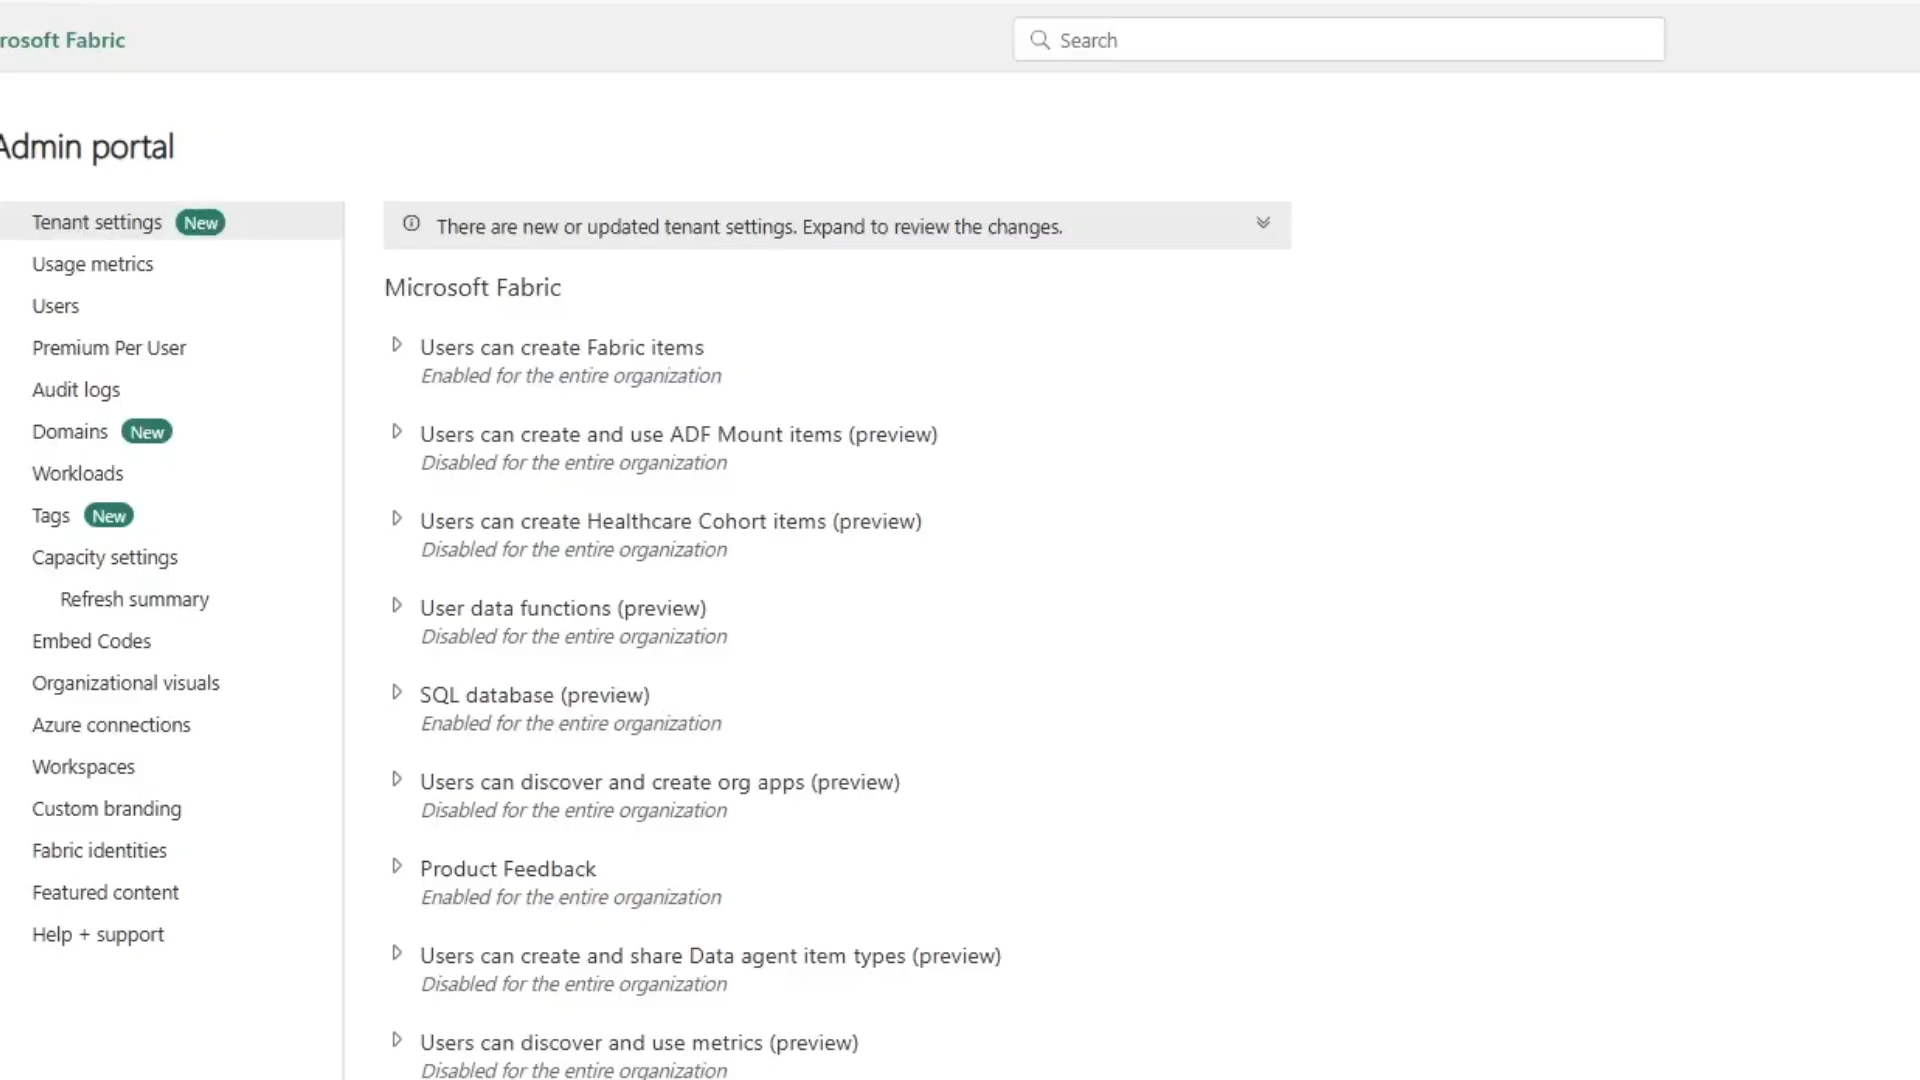 rosoft Fabric
Search
Admin portal
Tenant settings New
Usage metrics
Users
Premium Per User
Audit logs
Domains New
Workloads
Tags New
Capacity settings
Refresh summary
Embed Codes
Organizational visuals
Azure connections
Workspaces
Custom branding
Fabric identities
Featured content
Help + support
There are new or updated tenant settings. Expand to review the changes.
Microsoft Fabric
Users can create Fabric items
Enabled for the entire organization
Users can create and use ADF Mount items (preview)
Disabled for the entire organization
Users can create Healthcare Cohort items (preview)
Disabled for the entire organization
User data functions (preview)
Disabled for the entire organization
SQL database (preview)
Enabled for the entire organization
Users can discover and create org apps (preview)
Disabled for the entire organization
Product Feedback
Enabled for the entire organization
Users can create and share Data agent item types (preview)
Disabled for the entire organization
Users can discover and use metrics (preview)
Disabled for the entire organization